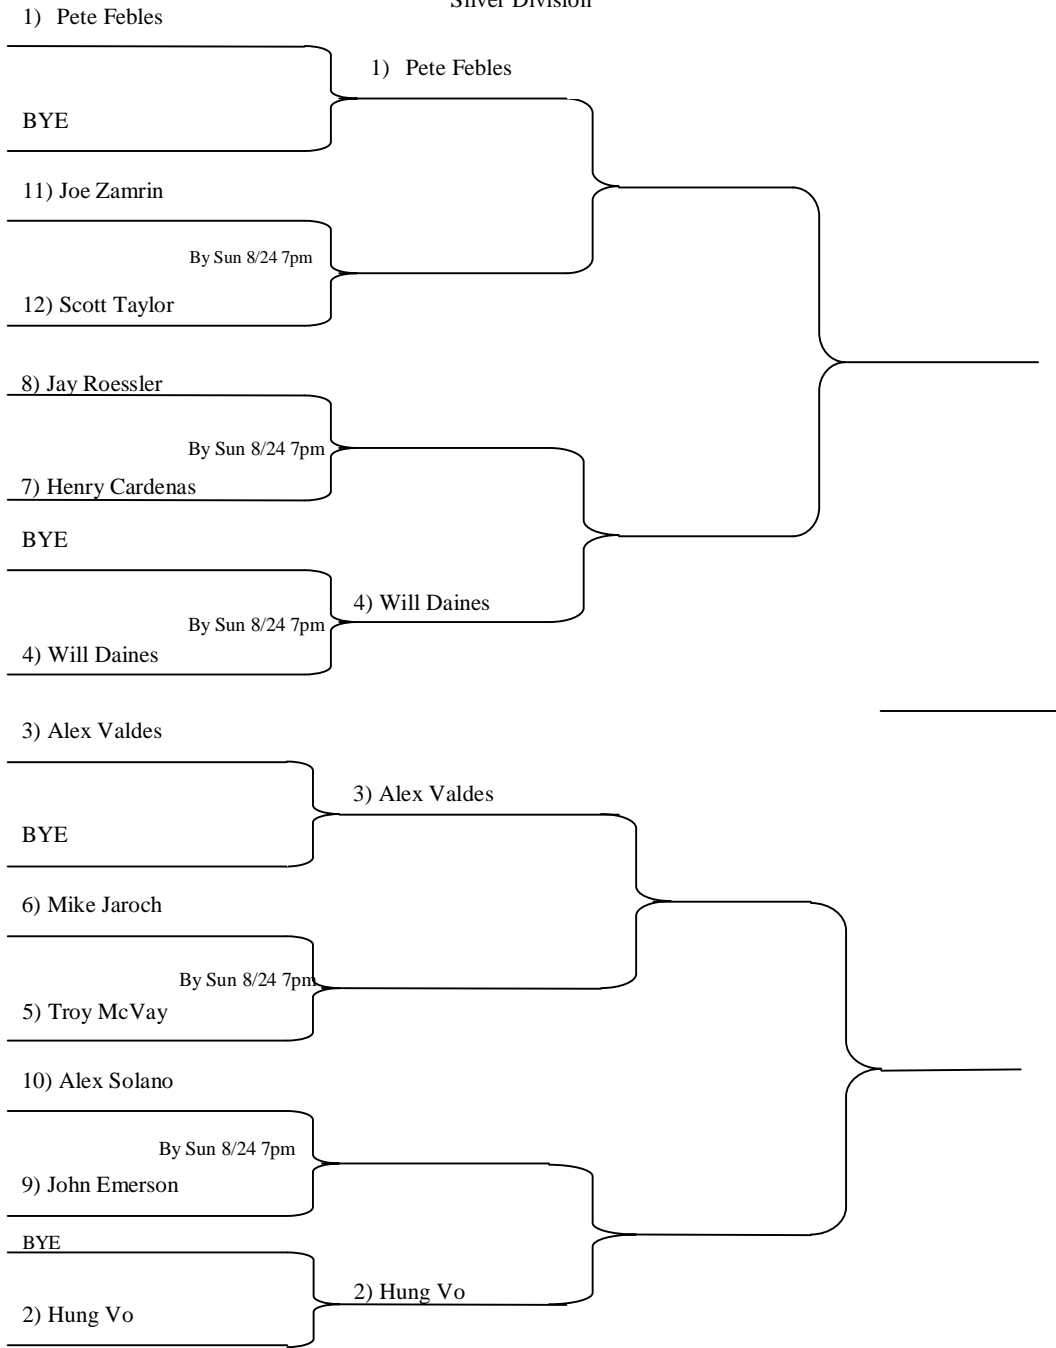 Silver Division
1) Pete Febles
1) Pete Febles
BYE
11) Joe Zamrin
By Sun 8/24 7pm
12) Scott Taylor
8) Jay Roessler
By Sun 8/24 7pm
7) Henry Cardenas
BYE
4) Will Daines
By Sun 8/24 7pm
4) Will Daines
3) Alex Valdes
3) Alex Valdes
BYE
6) Mike Jaroch
By Sun 8/24 7pm
5) Troy McVay
10) Alex Solano
By Sun 8/24 7pm
9) John Emerson
BYE
2) Hung Vo
2) Hung Vo